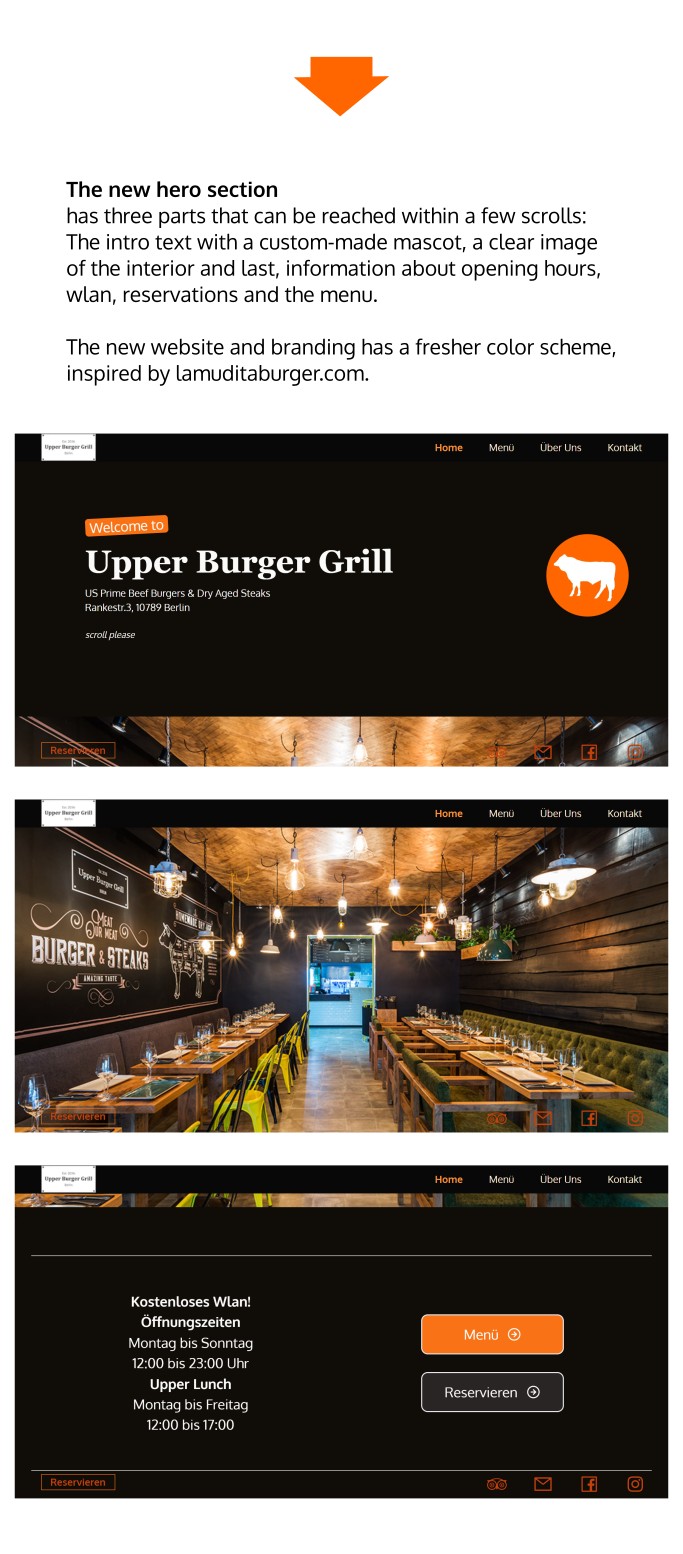 The new hero section
has three parts that can be reached within a few scrolls:
The intro text with a custom-made mascot, a clear image
of the interior and last, information about opening hours,
wlan, reservations and the menu.
The new website and branding has a fresher color scheme,
inspired by lamuditaburger.com.
Upper Burger Grill
Home Menü Über Uns Kontakt
Welcome to
Upper Burger Grill
US Prime Beef Burgers & Dry Aged Steaks
Rankestr.3, 10789 Berlin
scroll please
Reservieren
Upper Burger Grill
Home Menü Über Uns Kontakt
Upper Burger Grill
MEAT
OUR MEAT
BURGER & STEAKS
AMAZING TASTE
HOMEMADE DRY
Reservieren
Upper Burger Grill
Home Menü Über Uns Kontakt
Kostenloses Wlan!
Öffnungszeiten
Montag bis Sonntag
12:00 bis 23:00 Uhr
Upper Lunch
Montag bis Freitag
12:00 bis 17:00
Menü
Reservieren
Reservieren